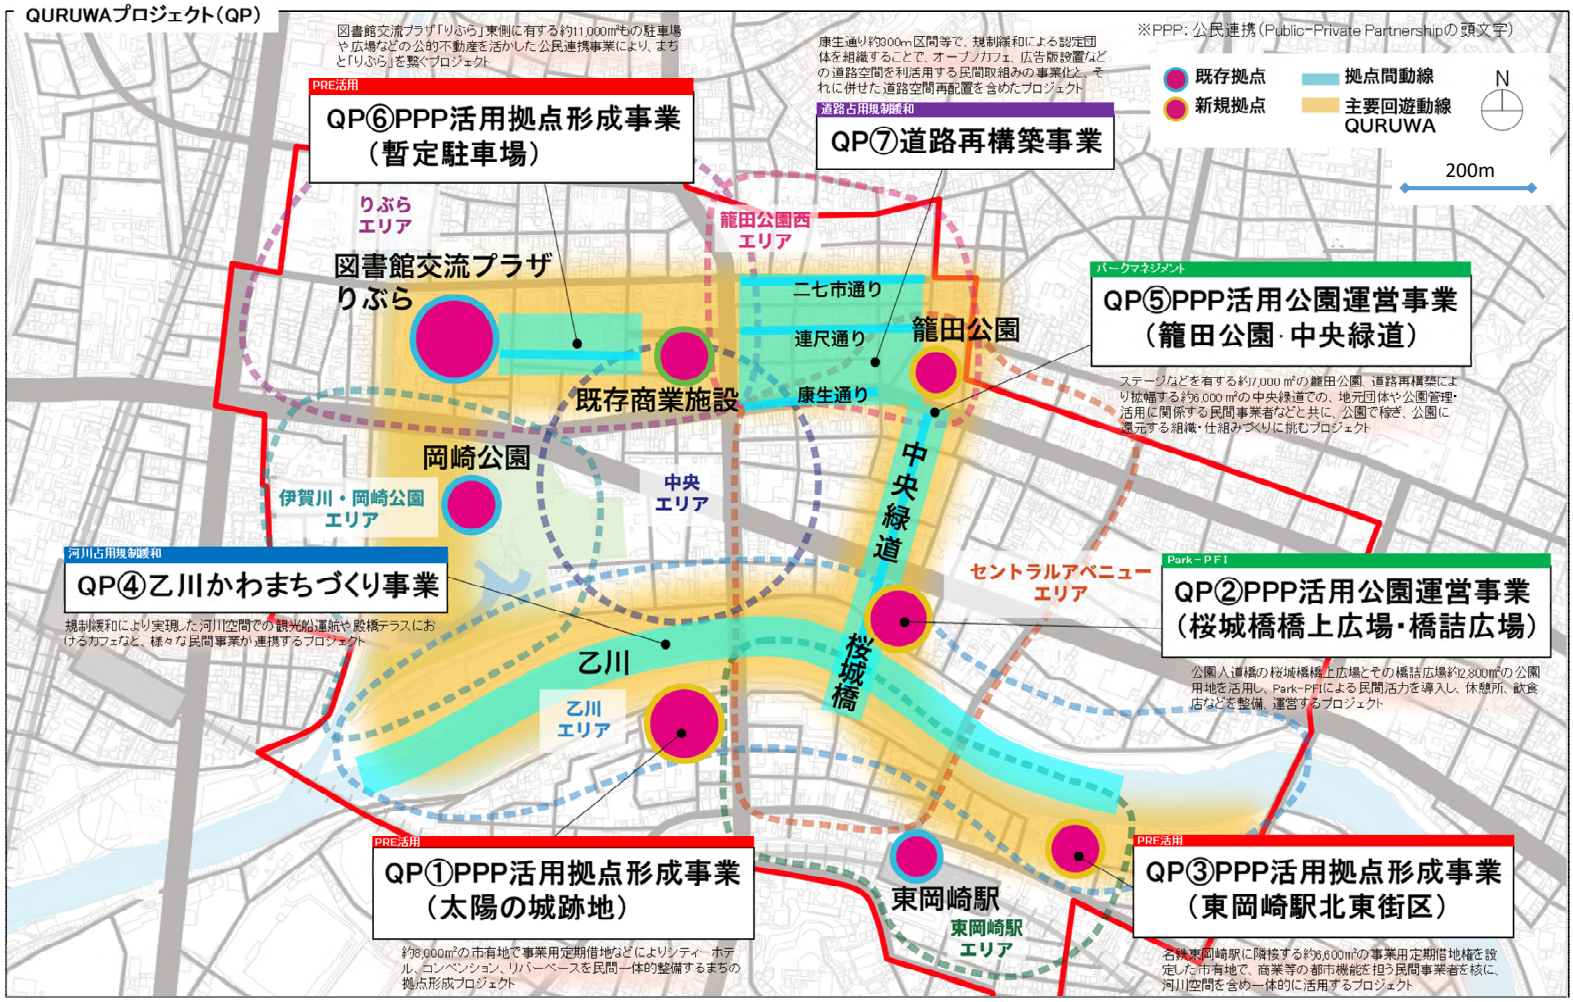 QURUWAプロジェクト(QP)
図書館交流プラザ「りぶら」東側に有する約11,000㎡もの駐車場
や広場などの公的不動産を活かした公民連携事業により、まち
と「りぶら」を繋ぐプロジェクト
PRE活用
QP⑥PPP活用拠点形成事業
(暫定駐車場)
康生通り約300m区間等で、規制緩和による認定団
体を組織することで、オープンカフェ、広告版設置など
の道路空間を利活用する民間取組みの事業化と、そ
れに併せた道路空間再配置を含めたプロジェクト
道路占用規制緩和
QP⑦道路再構築事業
※PPP: 公民連携(Public-Private Partnershipの頭文字)
既存拠点
新規拠点
拠点間動線
主要回遊動線
QURUWA
N
200m
りぶら
エリア
籠田公園西
エリア
図書館交流プラザ
りぶら
二七市通り
連尺通り
康生通り
籠田公園
既存商業施設
パークマネジメント
QP⑤PPP活用公園運営事業
(籠田公園・中央緑道)
ステージなどを有する約7,000㎡の籠田公園、道路再構築によ
り拡幅する約6,000㎡の中央緑道での、地元団体や公園管理・
活用に関係する民間事業者などと共に、公園で稼ぎ、公園に
還元する組織・仕組みづくりに挑むプロジェクト
岡崎公園
伊賀川・岡崎公園
エリア
中央
エリア
中央緑道
セントラルアベニュー
エリア
河川占用規制緩和
QP④乙川かわまちづくり事業
規制緩和により実現した河川空間での観光船運航や殿橋テラスにお
けるカフェなど、様々な民間事業が連携するプロジェクト
Park-PFI
QP②PPP活用公園運営事業
(桜城橋橋上広場・橋詰広場)
公園人道橋の桜城橋橋上広場とその橋詰広場約2,800㎡の公園
用地を活用し、Park-PFIによる民間活力を導入し、休憩所、飲食
店などを整備、運営するプロジェクト
乙川
桜城橋
乙川
エリア
PRE活用
QP①PPP活用拠点形成事業
(太陽の城跡地)
約8,000㎡の市有地で事業用定期借地などによりシティーホテ
ル、コンベンション、リバーベースを民間一体的整備するまちの
拠点形成プロジェクト
東岡崎駅
東岡崎駅
エリア
PRE活用
QP③PPP活用拠点形成事業
(東岡崎駅北東街区)
名鉄東岡崎駅に隣接する約6,600㎡の事業用定期借地権を設
定した市有地で、商業等の都市機能を担う民間事業者を核に、
河川空間を含め一体的に活用するプロジェクト